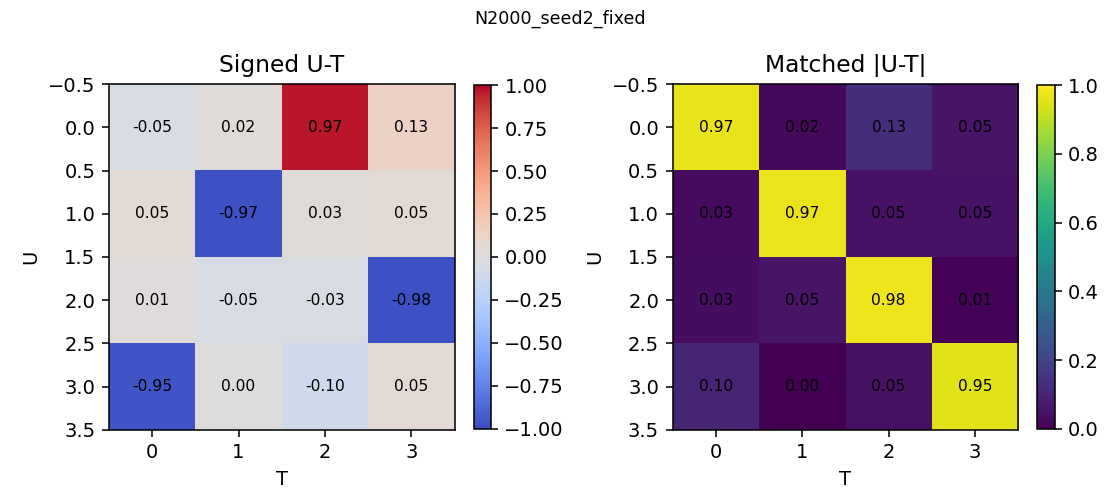 N2000_seed2_fixed
Signed U-T
−0.5
0.0
0.5
1.0
1.5
2.0
2.5
3.0
3.5
U
-0.05 0.02 0.97 0.13
0.05 -0.97 0.03 0.05
0.01 -0.05 -0.03 -0.98
-0.95 0.00 -0.10 0.05
0 1 2 3
T
1.00
0.75
0.50
0.25
0.00
−0.25
−0.50
−0.75
−1.00
Matched |U-T|
−0.5
0.0
0.5
1.0
1.5
2.0
2.5
3.0
3.5
U
0.97 0.02 0.13 0.05
0.03 0.97 0.05 0.05
0.03 0.05 0.98 0.01
0.10 0.00 0.05 0.95
0 1 2 3
T
1.0
0.8
0.6
0.4
0.2
0.0